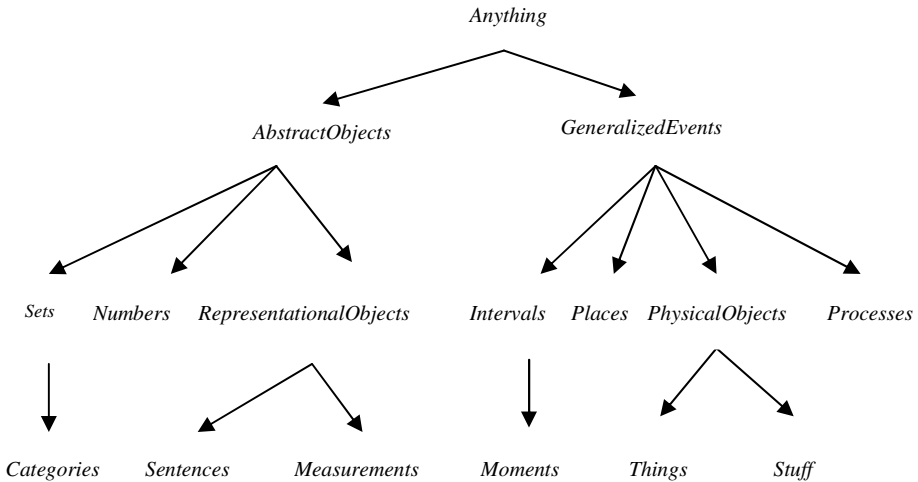 Anything
AbstractObjects GeneralizedEvents
Sets Numbers RepresentationalObjects Intervals Places PhysicalObjects Processes
Categories Sentences Measurements Moments Things Stuff